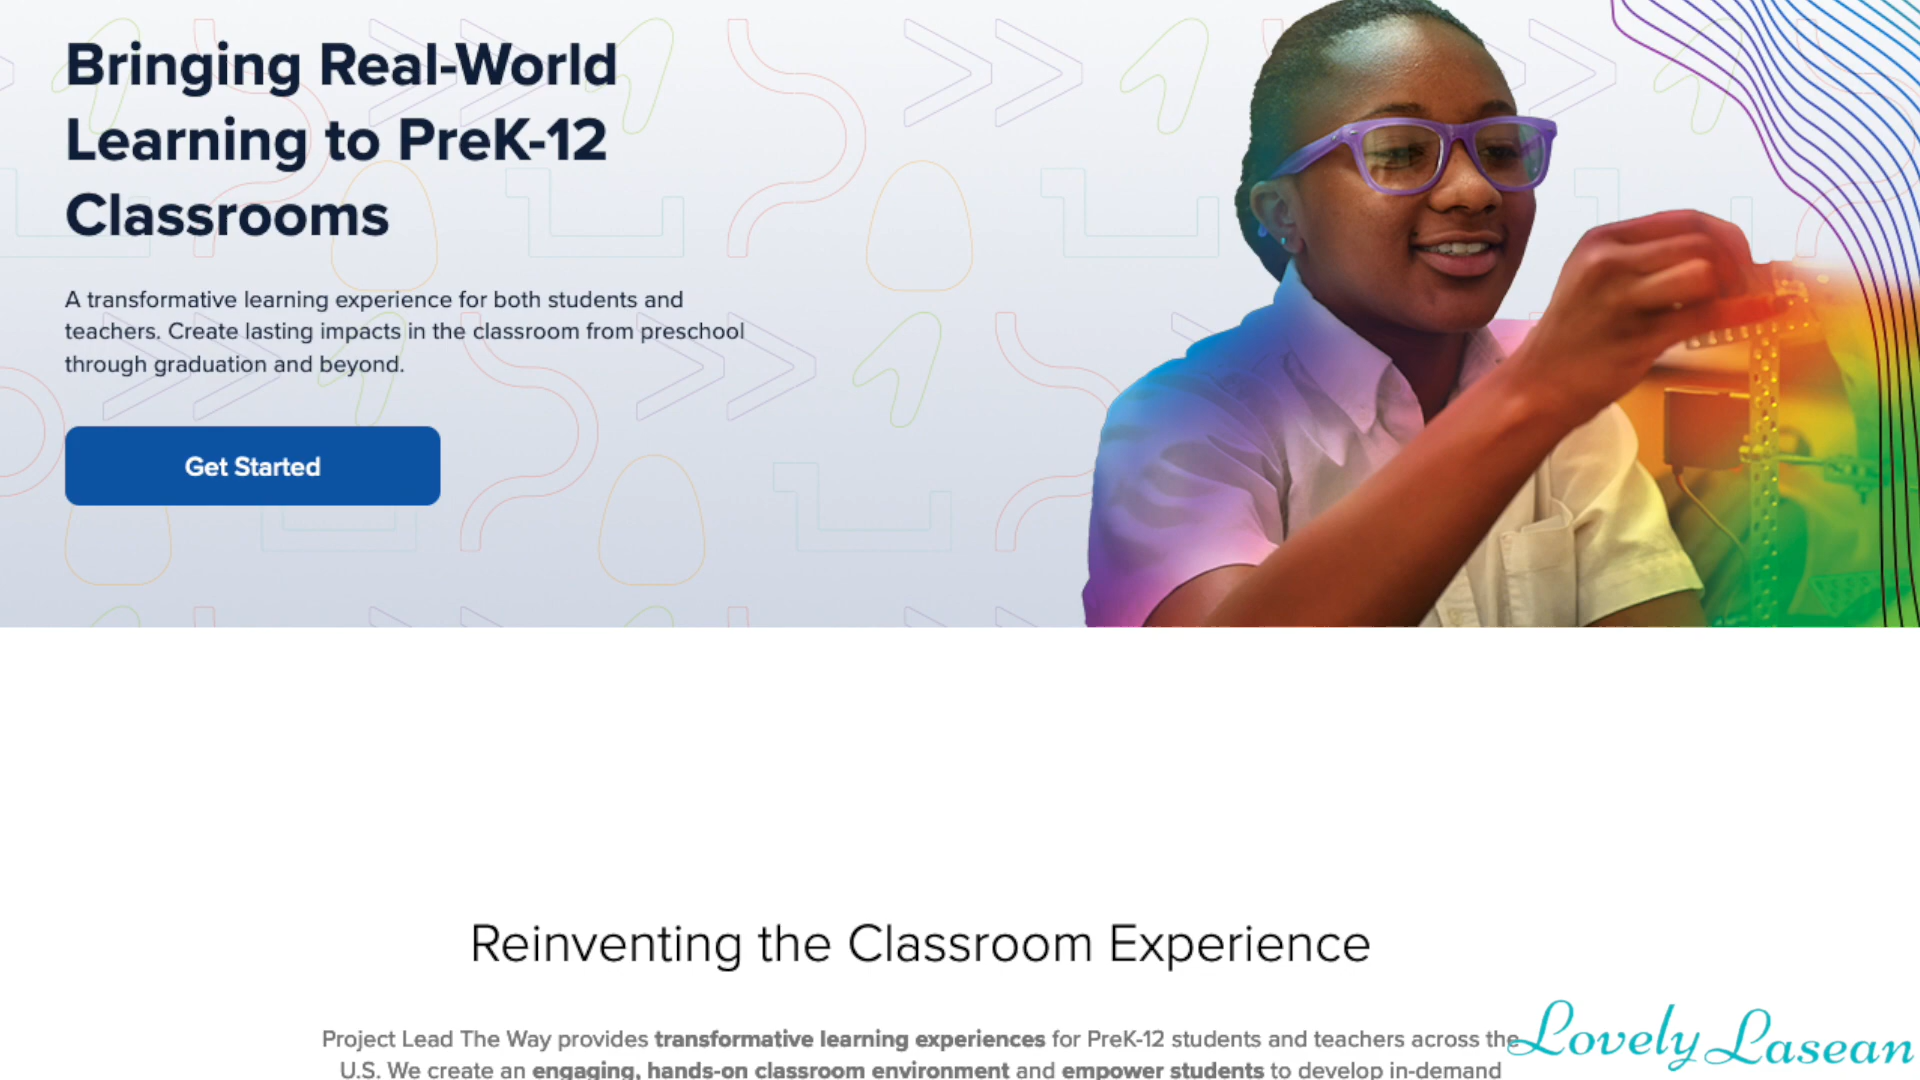 Bringing Real-World
Learning to PreK-12
Classrooms
A transformative learning experience for both students and
teachers. Create lasting impacts in the classroom from preschool
through graduation and beyond.
Get Started
Reinventing the Classroom Experience
Project Lead The Way provides transformative learning experiences for PreK-12 students and teachers across the
U.S. We create an engaging, hands-on classroom environment and empower students to develop in-demand
Lovely Lasean